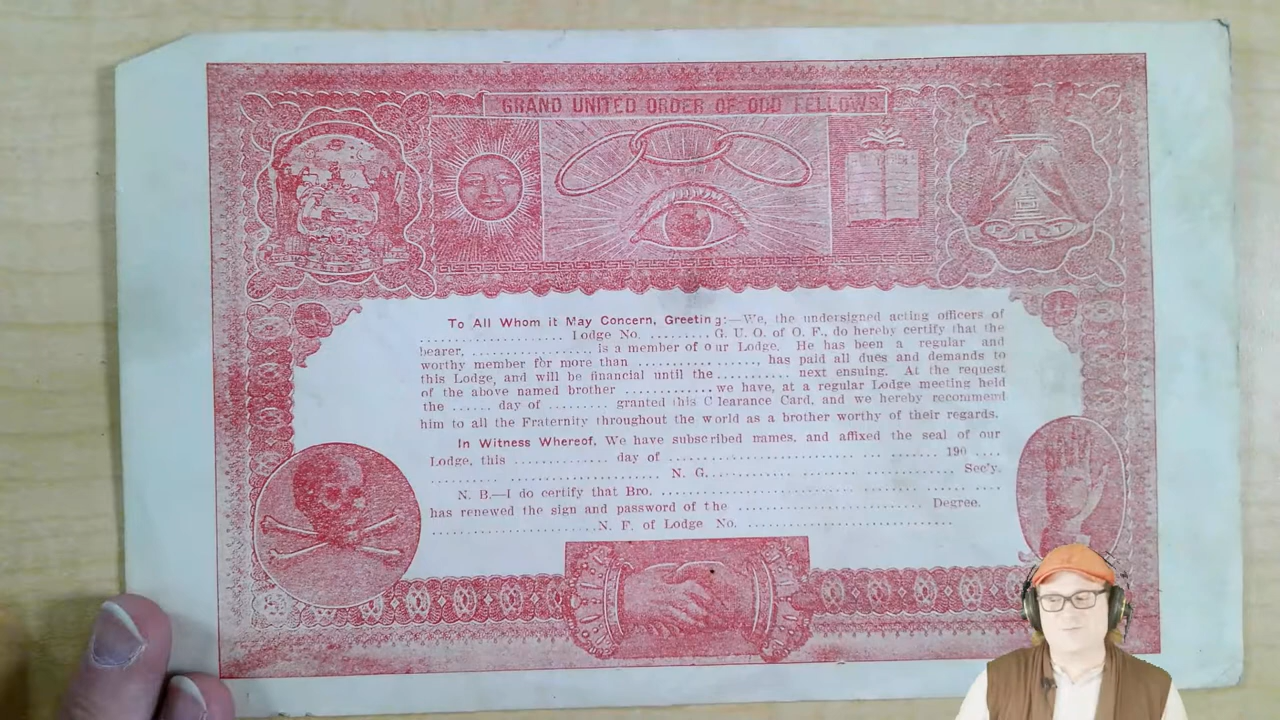 GRAND UNITED ORDER OF ODD FELLOWS
To All Whom it May Concern, Greeting:—We, the undersigned acting officers of
...................... Lodge No. ......... G. U. O. of O. F., do hereby certify that the
bearer, .................. is a member of our Lodge. He has been a regular and
worthy member for more than .................. has paid all dues and demands to
this Lodge, and will be financial until the ........... next ensuing. At the request
of the above named brother ............. we have, at a regular Lodge meeting held
the ...... day of ......... granted this Clearance Card, and we hereby recommend
him to all the Fraternity throughout the world as a brother worthy of their regards.
In Witness Whereof, We have subscribed names, and affixed the seal of our
Lodge, this .............. day of ........................................ 190 ....
................................... N. G. ........................................ Sec'y.
N. B.—I do certify that Bro. ....................................................
has renewed the sign and password of the ............................ Degree.
.........................N. F. of Lodge No. ...............................